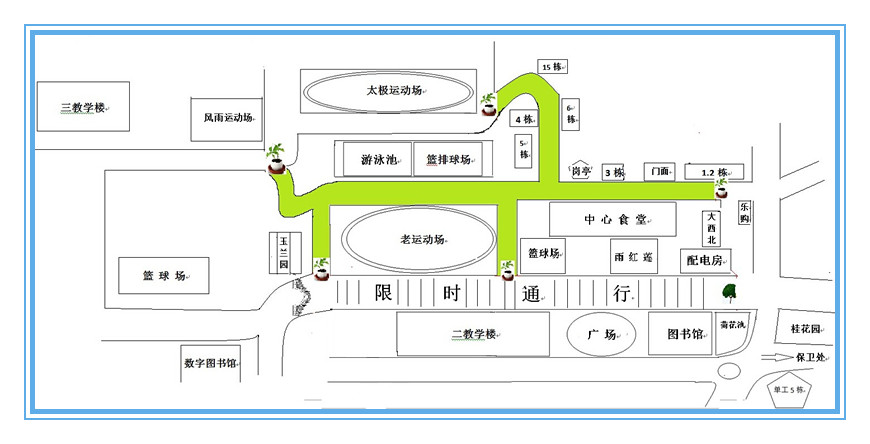 15 栋
太极运动场
三教学楼
风雨运动场
4 栋
6 栋
5 栋
游泳池
篮排球场
岗亭
3 栋
门面
1.2 栋
乐购
大西北
中 心 食 堂
老运动场
玉兰园
篮球场
雨 红 莲
配电房
篮 球 场
限 时 通 行
二教学楼
广 场
图书馆
荷花池
桂花园
保卫处
数字图书馆
单工 5 栋